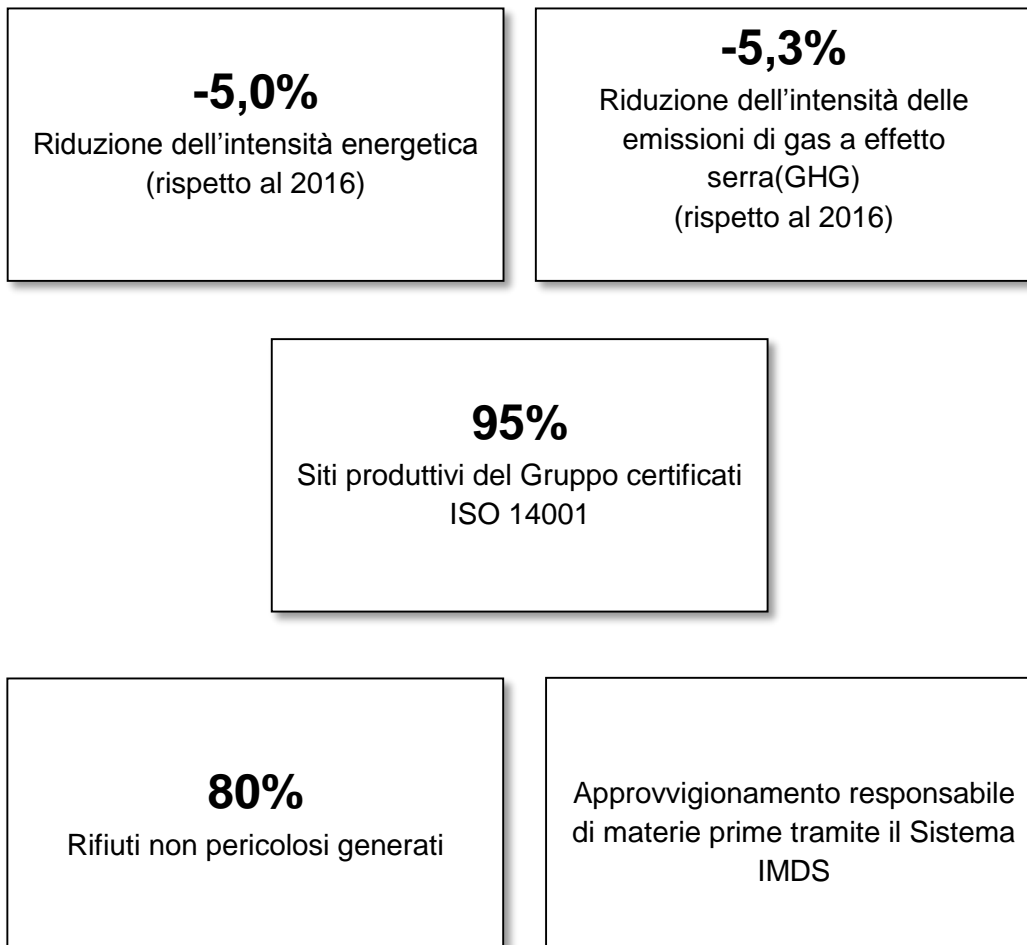 -5,0%
Riduzione dell’intensità energetica
(rispetto al 2016)
-5,3%
Riduzione dell’intensità delle
emissioni di gas a effetto
serra(GHG)
(rispetto al 2016)
95%
Siti produttivi del Gruppo certificati
ISO 14001
80%
Rifiuti non pericolosi generati
Approvvigionamento responsabile
di materie prime tramite il Sistema
IMDS